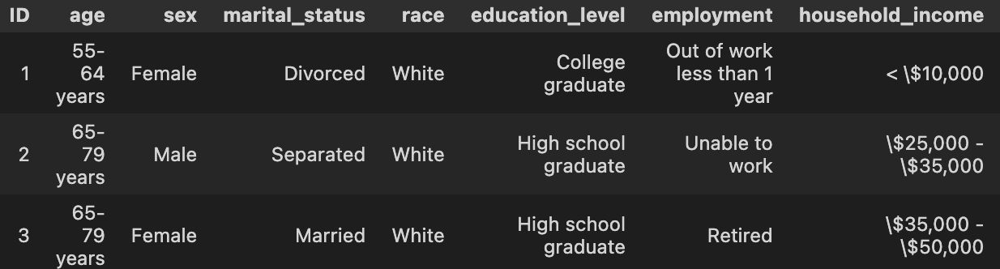 ID age sex marital_status race education_level employment household_income
1 55-64 years Female Divorced White College graduate Out of work less than 1 year < \$10,000
2 65-79 years Male Separated White High school graduate Unable to work \$25,000 - \$35,000
3 65-79 years Female Married White High school graduate Retired \$35,000 - \$50,000